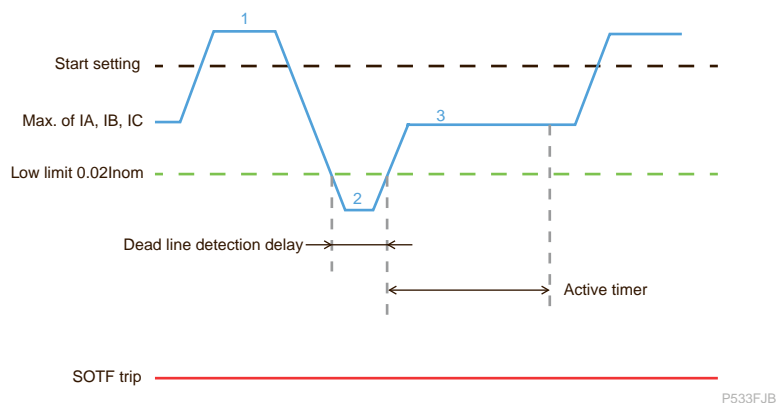 1
Start setting
Max. of IA, IB, IC
3
Low limit 0.02Inom
2
Dead line detection delay
Active timer
SOTF trip
P533FJB